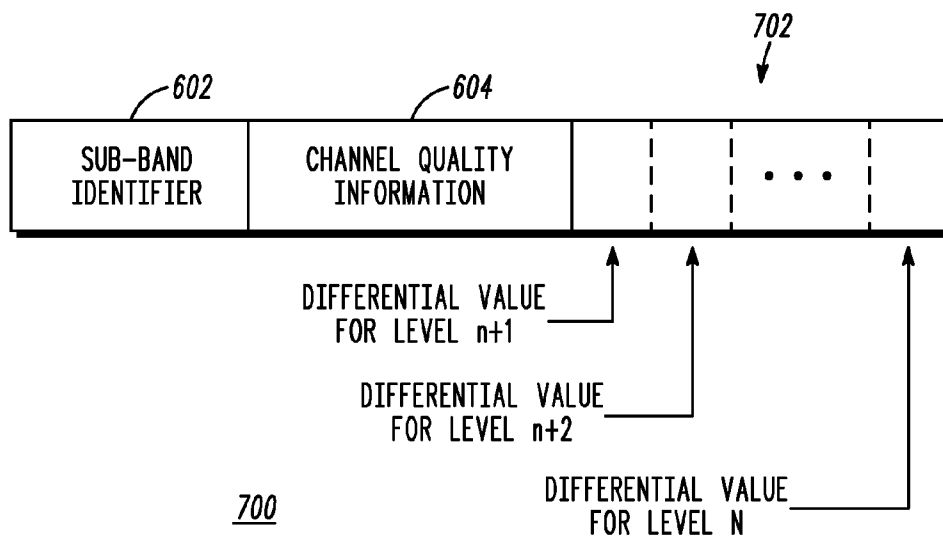 702
602
604
SUB-BAND
IDENTIFIER
CHANNEL QUALITY
INFORMATION
• • •
DIFFERENTIAL VALUE
FOR LEVEL n+1
DIFFERENTIAL VALUE
FOR LEVEL n+2
DIFFERENTIAL VALUE
FOR LEVEL N
700